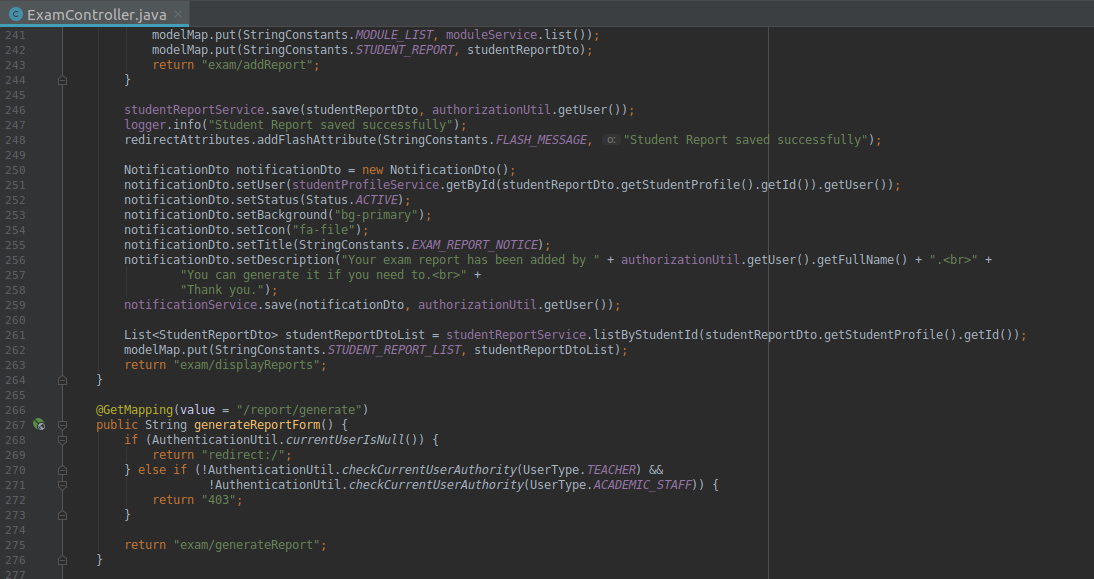 ExamController.java
241 modelMap.put(StringConstants.MODULE_LIST, moduleService.list());
242 modelMap.put(StringConstants.STUDENT_REPORT, studentReportDto);
243 return "exam/addReport";
244 }
245
246 studentReportService.save(studentReportDto, authorizationUtil.getUser());
247 logger.info("Student Report saved successfully");
248 redirectAttributes.addFlashAttribute(StringConstants.FLASH_MESSAGE, o: "Student Report saved successfully");
249
250 NotificationDto notificationDto = new NotificationDto();
251 notificationDto.setUser(studentProfileService.getById(studentReportDto.getStudentProfile().getId()).getUser());
252 notificationDto.setStatus(Status.ACTIVE);
253 notificationDto.setBackground("bg-primary");
254 notificationDto.setIcon("fa-file");
255 notificationDto.setTitle(StringConstants.EXAM_REPORT_NOTICE);
256 notificationDto.setDescription("Your exam report has been added by " + authorizationUtil.getUser().getFullName() + ".<br>" +
257 "You can generate it if you need to.<br>" +
258 "Thank you.");
259 notificationService.save(notificationDto, authorizationUtil.getUser());
260
261 List<StudentReportDto> studentReportDtoList = studentReportService.listByStudentId(studentReportDto.getStudentProfile().getId());
262 modelMap.put(StringConstants.STUDENT_REPORT_LIST, studentReportDtoList);
263 return "exam/displayReports";
264 }
265
266 @GetMapping(value = "/report/generate")
267 public String generateReportForm() {
268 if (AuthenticationUtil.currentUserIsNull()) {
269 return "redirect:/";
270 } else if (!AuthenticationUtil.checkCurrentUserAuthority(UserType.TEACHER) &&
271 !AuthenticationUtil.checkCurrentUserAuthority(UserType.ACADEMIC_STAFF)) {
272 return "403";
273 }
274
275 return "exam/generateReport";
276 }
277